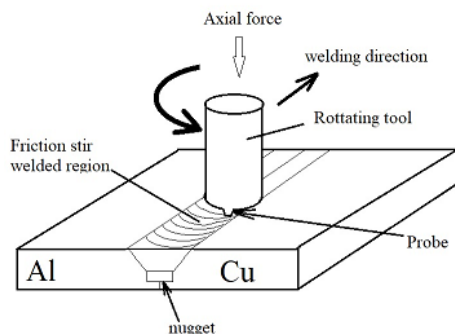 Axial force
welding direction
Rottating tool
Friction stir
welded region
Probe
Al
Cu
nugget